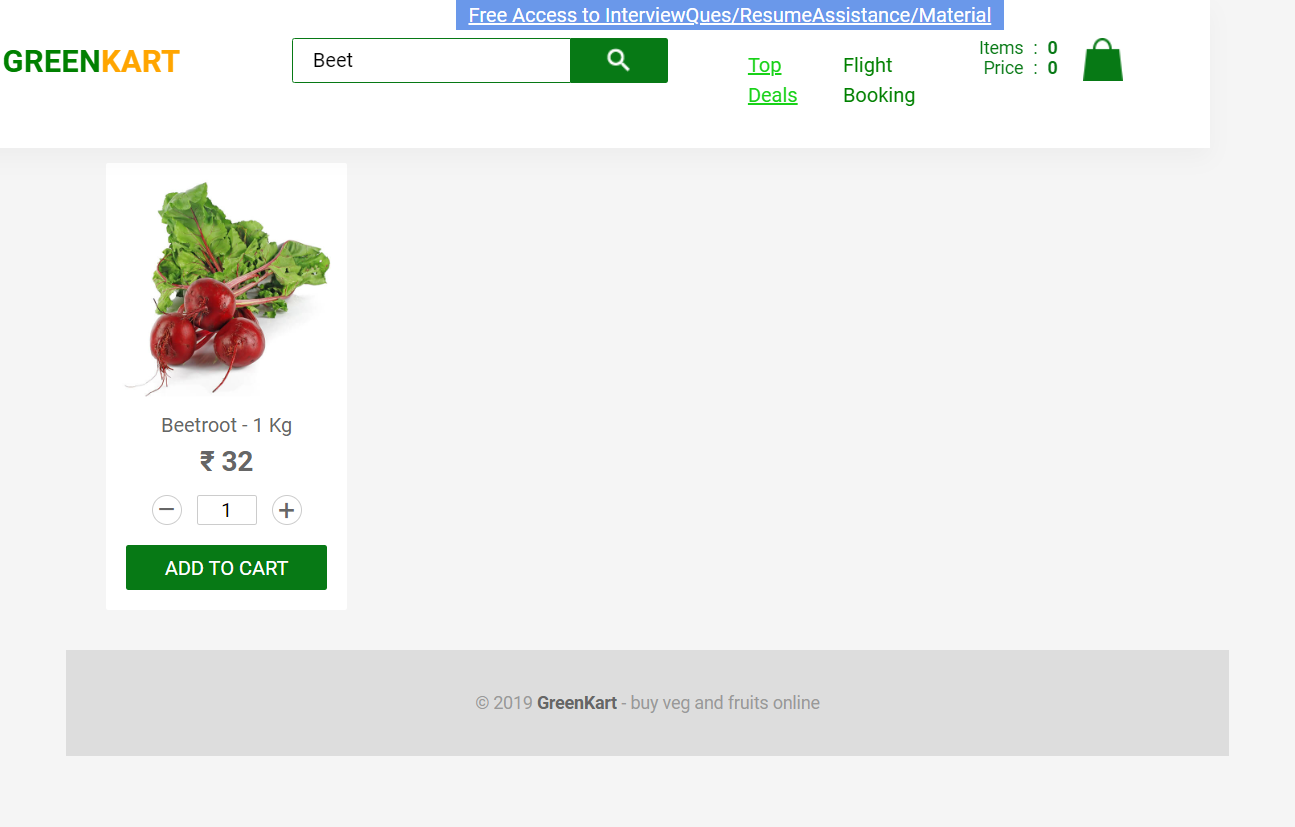 Free Access to InterviewQues/ResumeAssistance/Material
GREENKART
Beet
Top
Deals
Flight
Booking
Items : 0
Price : 0
Beetroot - 1 Kg
₹ 32
1
ADD TO CART
© 2019 GreenKart - buy veg and fruits online